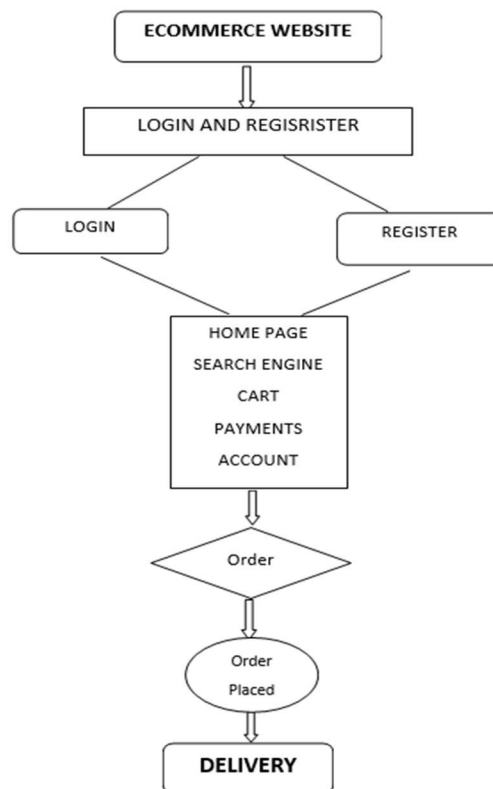 ECOMMERCE WEBSITE
LOGIN AND REGISRISTER
LOGIN
REGISTER
HOME PAGE
SEARCH ENGINE
CART
PAYMENTS
ACCOUNT
Order
Order
Placed
DELIVERY